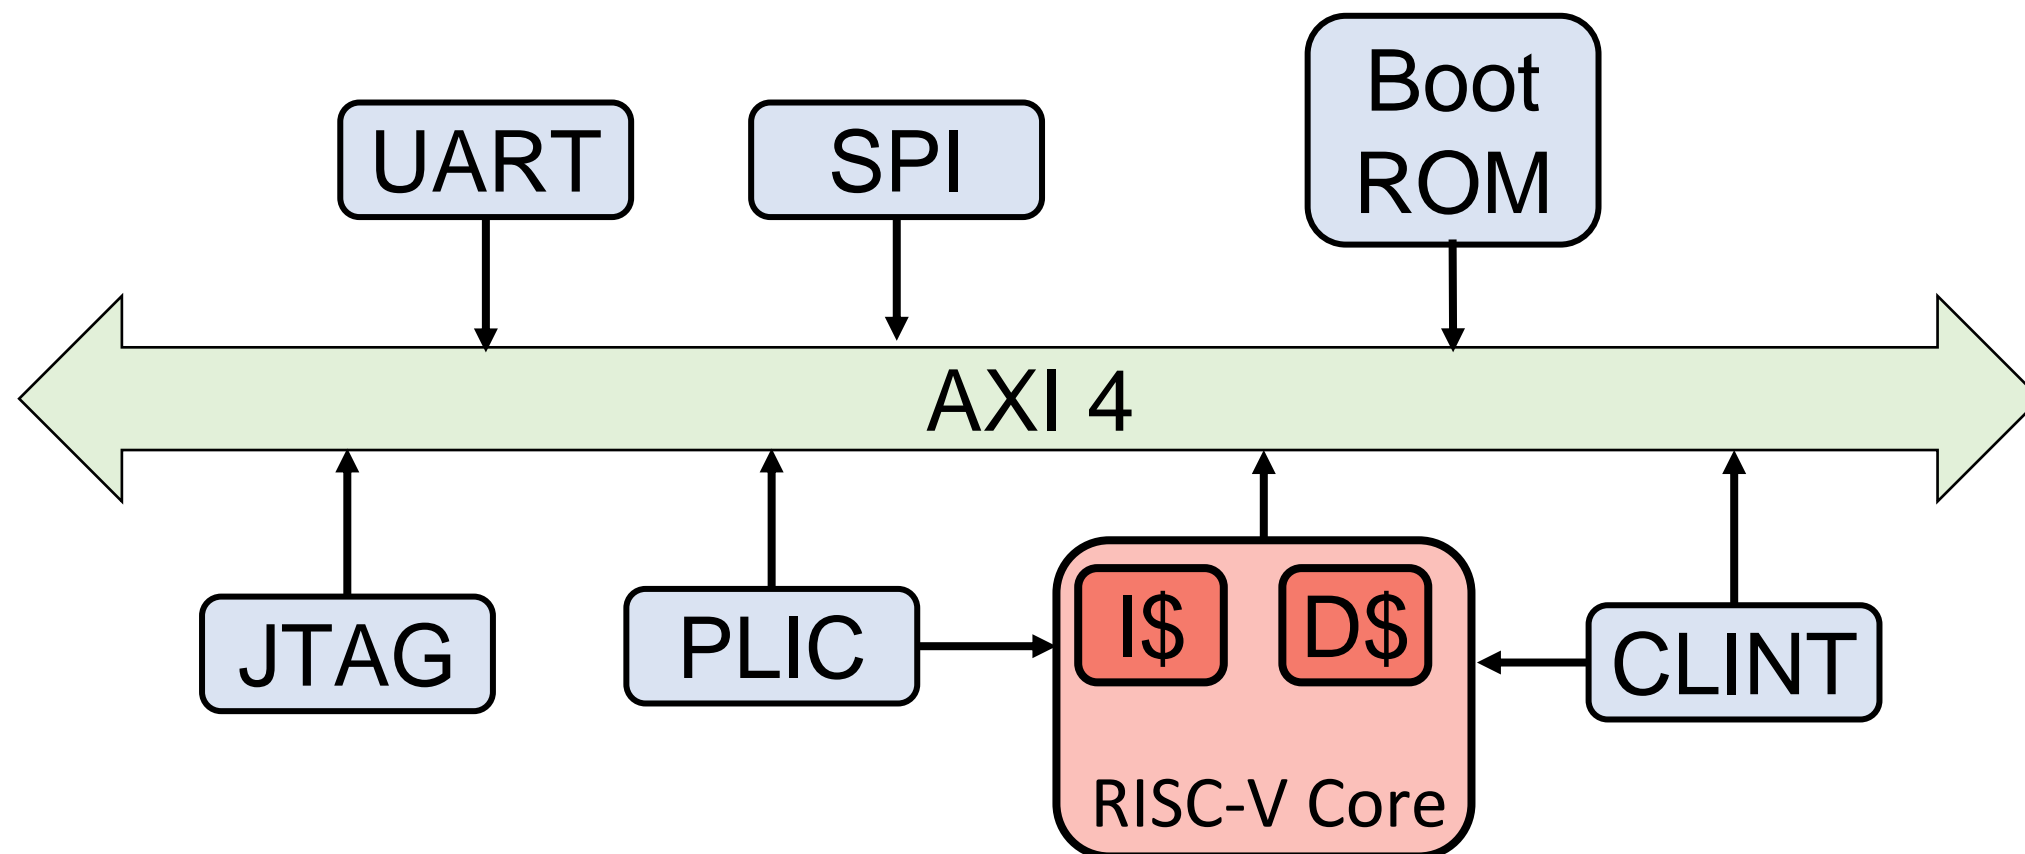 UART
SPI
Boot
ROM
AXI 4
JTAG
PLIC
I$
D$
CLINT
RISC-V Core